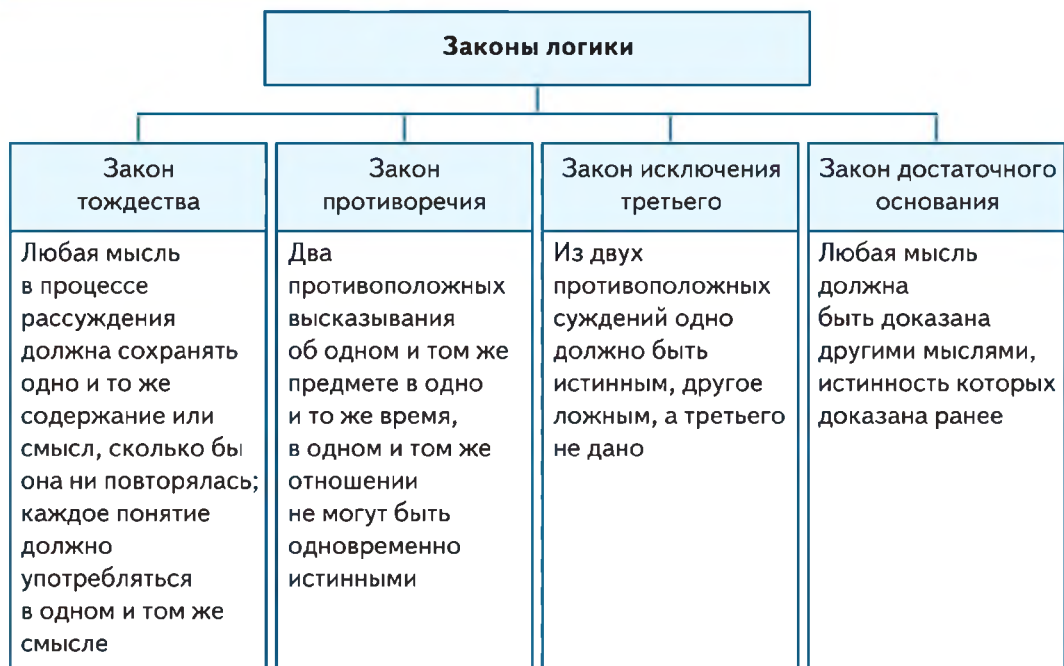 Законы логики
Закон
тождества
Любая мысль
в процессе
рассуждения
должна сохранять
одно и то же
содержание или
смысл, сколько бы
она ни повторялась;
каждое понятие
должно
употребляться
в одном и том же
смысле
Закон
противоречия
Два
противоположных
высказывания
об одном и том же
предмете в одно
и то же время,
в одном и том же
отношении
не могут быть
одновременно
истинными
Закон исключения
третьего
Из двух
противоположных
суждений одно
должно быть
истинным, другое
ложным, а третьего
не дано
Закон достаточного
основания
Любая мысль
должна
быть доказана
другими мыслями,
истинность которых
доказана ранее